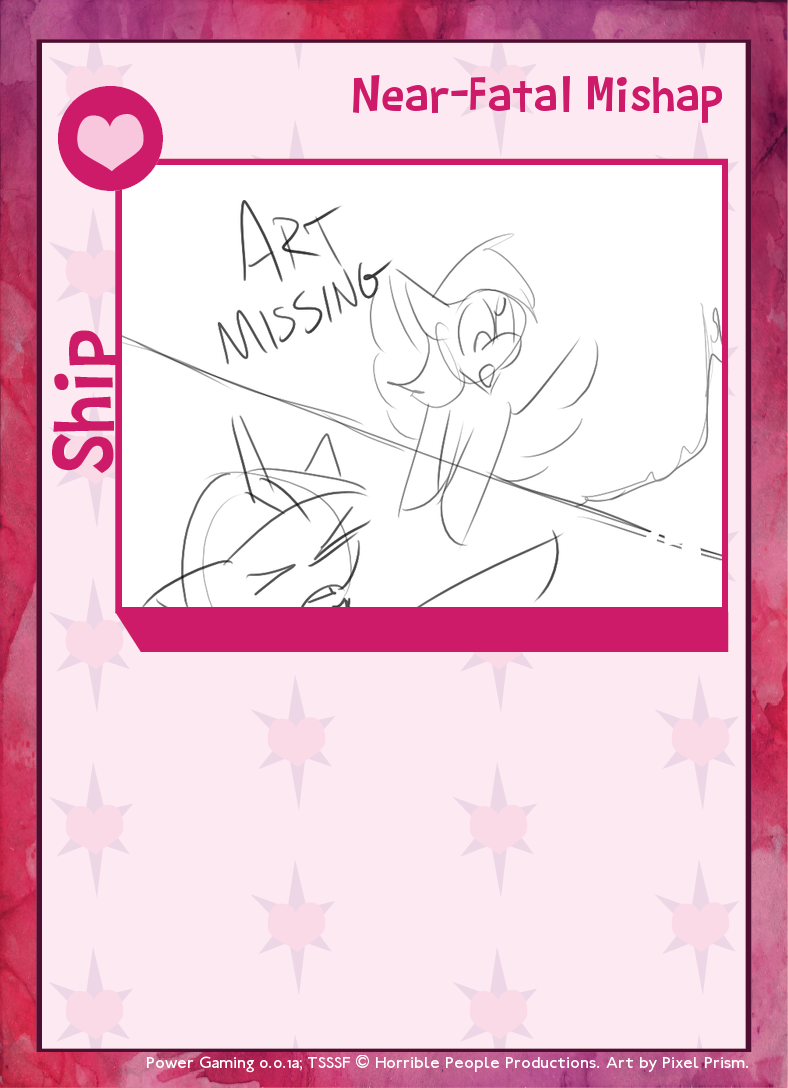 Near-Fatal Mishap
ART
MISSING
Ship
Power Gaming 0.0.1a; TSSSF © Horrible People Productions. Art by Pixel Prism.